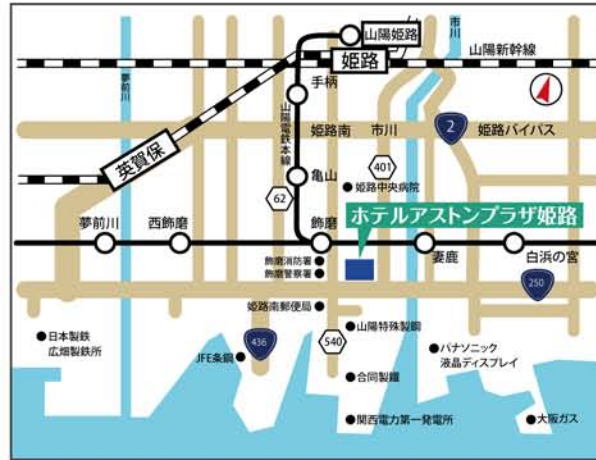 山陽姫路
市川
山陽新幹線
姫路
夢前川
手柄
山陽電鉄本線
姫路南
市川
2
姫路バイパス
英賀保
401
亀山
62
姫路中央病院
ホテルアストンプラザ姫路
夢前川
西飾磨
飾磨
妻鹿
白浜の宮
飾磨消防署
飾磨警察署
250
姫路南郵便局
山陽特殊製鋼
日本製鉄
広畑製鉄所
436
540
JFE条鋼
パナソニック
液晶ディスプレイ
合同製鐵
関西電力第一発電所
大阪ガス